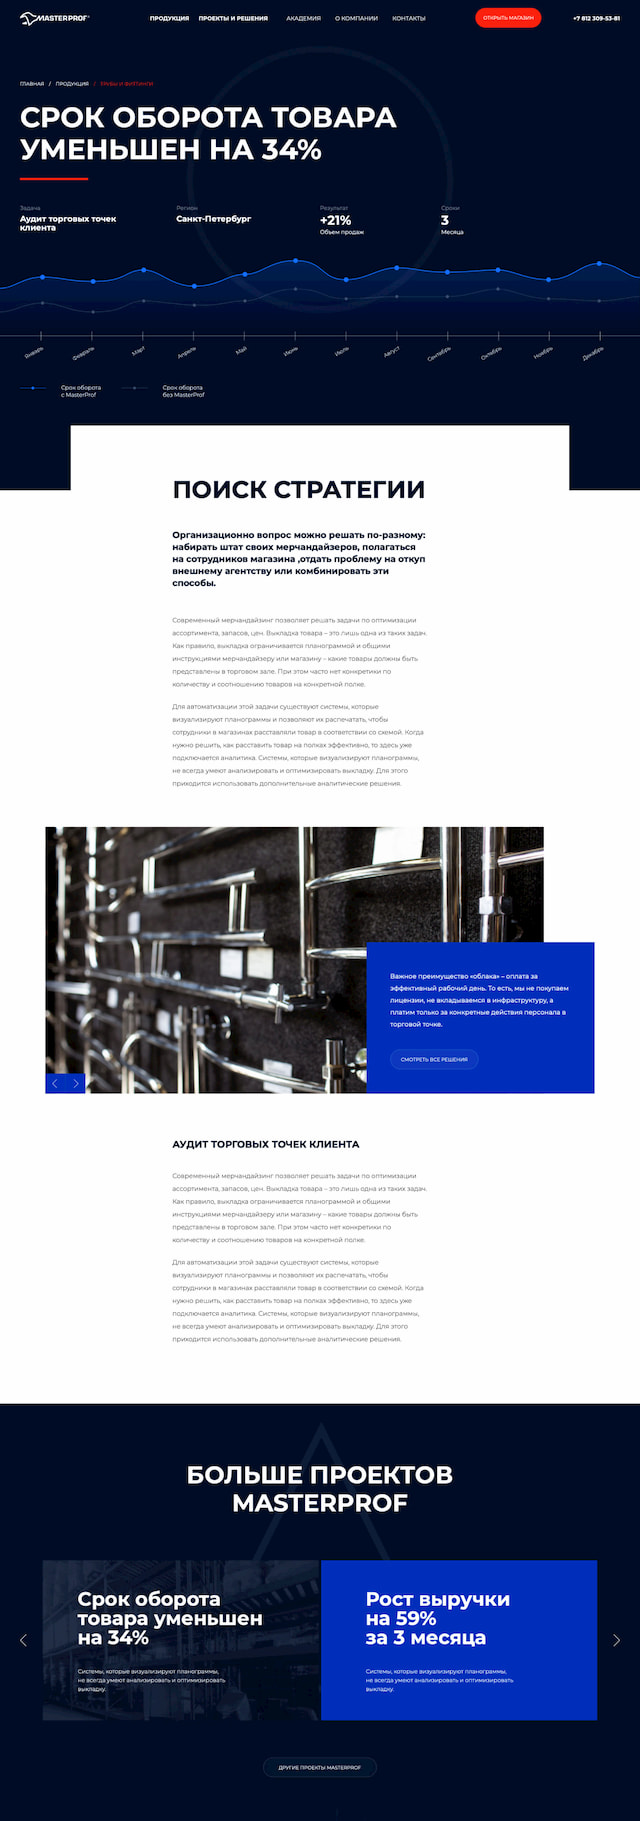 MASTERPROF®
ПРОДУКЦИЯ ПРОЕКТЫ И РЕШЕНИЯ АКАДЕМИЯ О КОМПАНИИ КОНТАКТЫ
ОТКРЫТЬ МАГАЗИН
+7 812 309-53-81
ГЛАВНАЯ / ПРОДУКЦИЯ / ТРУБЫ И ФИТИНГИ
СРОК ОБОРОТА ТОВАРА
УМЕНЬШЕН НА 34%
Задача
Аудит торговых точек
клиента
Регион
Санкт-Петербург
Результат
+21%
Объем продаж
Сроки
3
Месяца
Январь Февраль Март Апрель Май Июнь Июль Август Сентябрь Октябрь Ноябрь Декабрь
Срок оборота
с MasterProf
Срок оборота
без MasterProf
ПОИСК СТРАТЕГИИ
Организационно вопрос можно решать по-разному:
набирать штат своих мерчандайзеров, полагаться
на сотрудников магазина ,отдать проблему на откуп
внешнему агентству или комбинировать эти
способы.
Современный мерчандайзинг позволяет решать задачи по оптимизации
ассортимента, запасов, цен. Выкладка товара – это лишь одна из таких задач.
Как правило, выкладка ограничивается планограммой и общими
инструкциями мерчандайзеру или магазину – какие товары должны быть
представлены в торговом зале. При этом часто нет конкретики по
количеству и соотношению товаров на конкретной полке.
Для автоматизации этой задачи существуют системы, которые
визуализируют планограммы и позволяют их распечатать, чтобы
сотрудники в магазинах расставляли товар в соответствии со схемой. Когда
нужно решить, как расставить товар на полках эффективно, то здесь уже
подключается аналитика. Системы, которые визуализируют планограммы,
не всегда умеют анализировать и оптимизировать выкладку. Для этого
приходится использовать дополнительные аналитические решения.
Важное преимущество «облака» – оплата за
эффективный рабочий день. То есть, мы не покупаем
лицензии, не вкладываемся в инфраструктуру, а
платим только за конкретные действия персонала в
торговой точке.
СМОТРЕТЬ ВСЕ РЕШЕНИЯ
АУДИТ ТОРГОВЫХ ТОЧЕК КЛИЕНТА
Современный мерчандайзинг позволяет решать задачи по оптимизации
ассортимента, запасов, цен. Выкладка товара – это лишь одна из таких задач.
Как правило, выкладка ограничивается планограммой и общими
инструкциями мерчандайзеру или магазину – какие товары должны быть
представлены в торговом зале. При этом часто нет конкретики по
количеству и соотношению товаров на конкретной полке.
Для автоматизации этой задачи существуют системы, которые
визуализируют планограммы и позволяют их распечатать, чтобы
сотрудники в магазинах расставляли товар в соответствии со схемой. Когда
нужно решить, как расставить товар на полках эффективно, то здесь уже
подключается аналитика. Системы, которые визуализируют планограммы,
не всегда умеют анализировать и оптимизировать выкладку. Для этого
приходится использовать дополнительные аналитические решения.
БОЛЬШЕ ПРОЕКТОВ
MASTERPROF
Срок оборота
товара уменьшен
на 34%
Системы, которые визуализируют планограммы,
не всегда умеют анализировать и оптимизировать
выкладку.
Рост выручки
на 59%
за 3 месяца
Системы, которые визуализируют планограммы,
не всегда умеют анализировать и оптимизировать
выкладку.
ДРУГИЕ ПРОЕКТЫ MASTERPROF